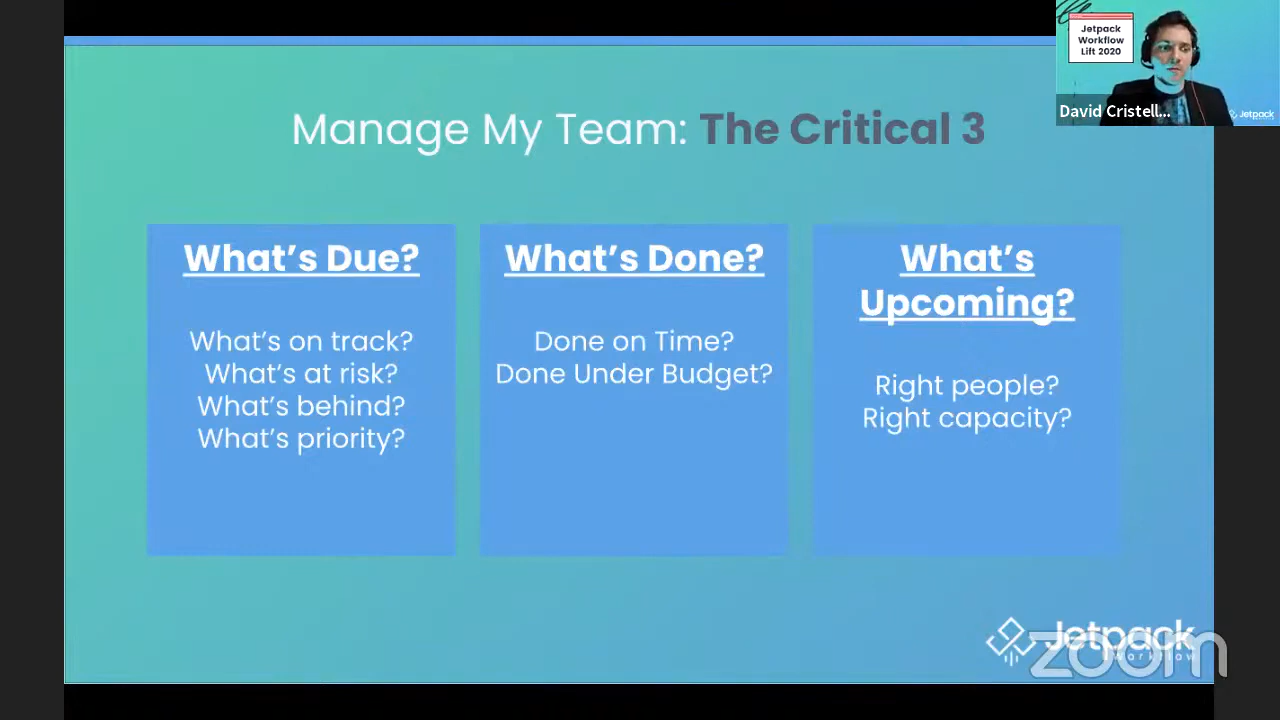 Jetpack
Workflow
Lift 2020
David Cristell...
Jetpack
Manage My Team: The Critical 3
What's Due?
What's on track?
What's at risk?
What's behind?
What's priority?
What's Done?
Done on Time?
Done Under Budget?
What's
Upcoming?
Right people?
Right capacity?
Jetpack
Workflow
zoom